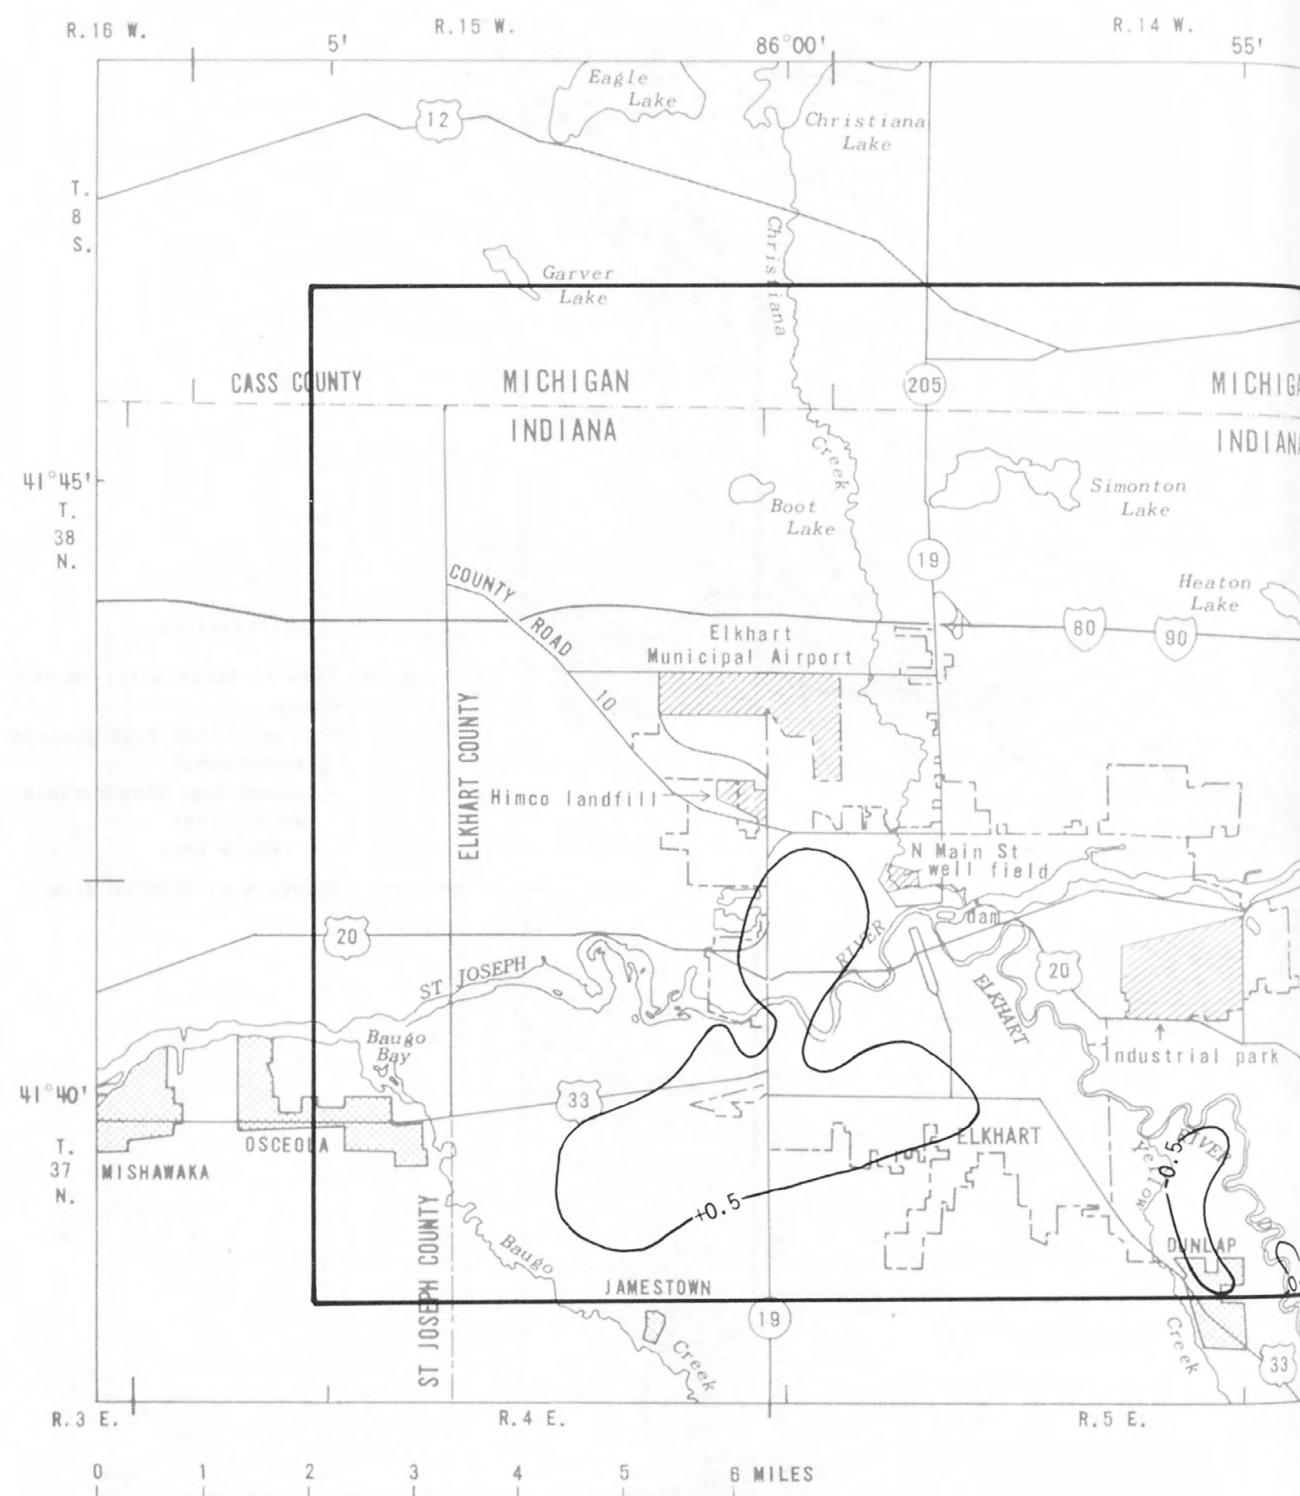 R.16 W.
5'
R.15 W.
86°00'
R.14 W.
55'
Eagle
Lake
12
Christiana
Lake
T.
8
S.
Christiana
Garver
Lake
CASS COUNTY
MICHIGAN
205
MICHIGA
INDIANA
INDIANA
Creek
41°45'
T.
38
N.
Boot
Lake
Simonton
Lake
19
COUNTY ROAD 10
Heaton
Lake
80
90
Elkhart
Municipal Airport
ELKHART COUNTY
Himco landfill
N Main St
well field
dam
RIVER
20
ST JOSEPH
20
ELKHART
Baugo
Bay
Industrial park
41°40'
33
OSCEOLA
ELKHART
RIVER
T.
37
N.
MISHAWAKA
Yellow
-0.5
+0.5
ST JOSEPH COUNTY
Baugo
DUNLAP
JAMESTOWN
19
Creek
Creek
33
R.3 E.
R.4 E.
R.5 E.
0 1 2 3 4 5 6 MILES